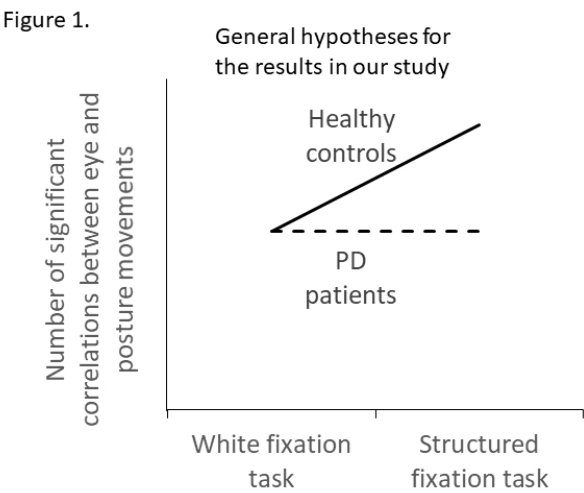 Figure 1.
General hypotheses for
the results in our study
Number of significant
correlations between eye and
posture movements
Healthy
controls
PD
patients
White fixation
task
Structured
fixation task